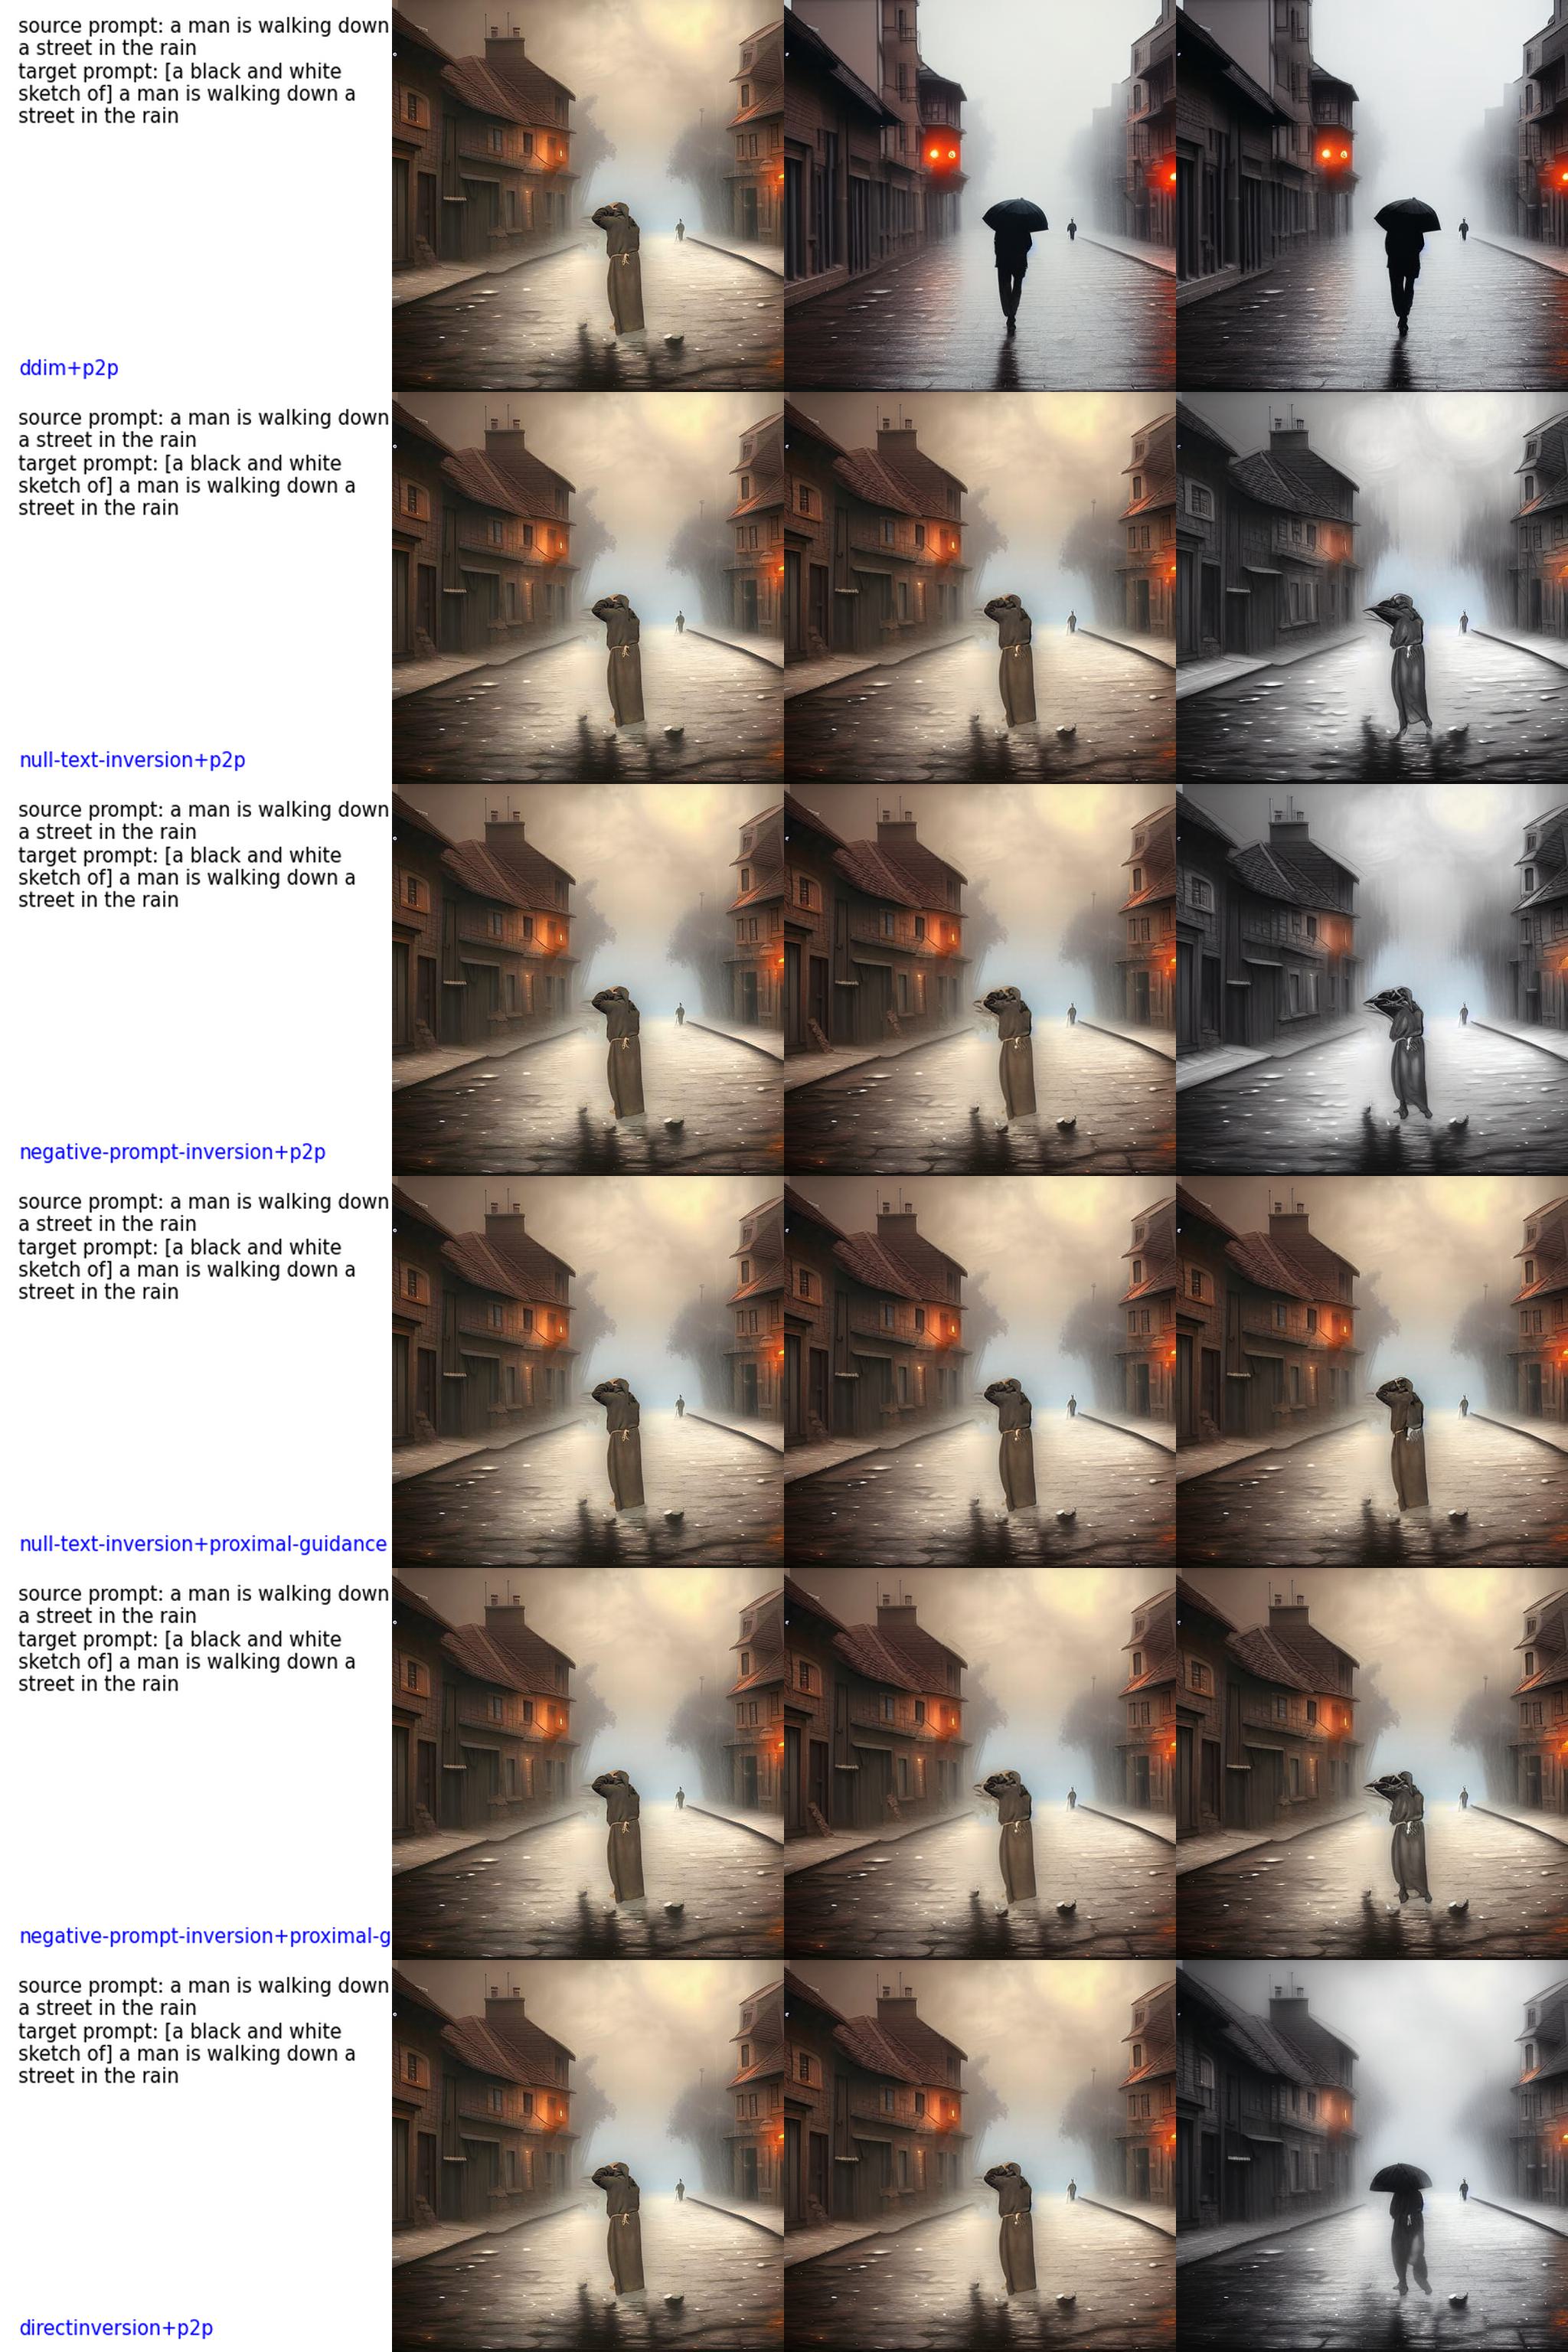 source prompt: a man is walking down
a street in the rain
target prompt: [a black and white
sketch of] a man is walking down a
street in the rain
ddim+p2p
source prompt: a man is walking down
a street in the rain
target prompt: [a black and white
sketch of] a man is walking down a
street in the rain
null-text-inversion+p2p
source prompt: a man is walking down
a street in the rain
target prompt: [a black and white
sketch of] a man is walking down a
street in the rain
negative-prompt-inversion+p2p
source prompt: a man is walking down
a street in the rain
target prompt: [a black and white
sketch of] a man is walking down a
street in the rain
null-text-inversion+proximal-guidance
source prompt: a man is walking down
a street in the rain
target prompt: [a black and white
sketch of] a man is walking down a
street in the rain
negative-prompt-inversion+proximal-g
source prompt: a man is walking down
a street in the rain
target prompt: [a black and white
sketch of] a man is walking down a
street in the rain
directinversion+p2p